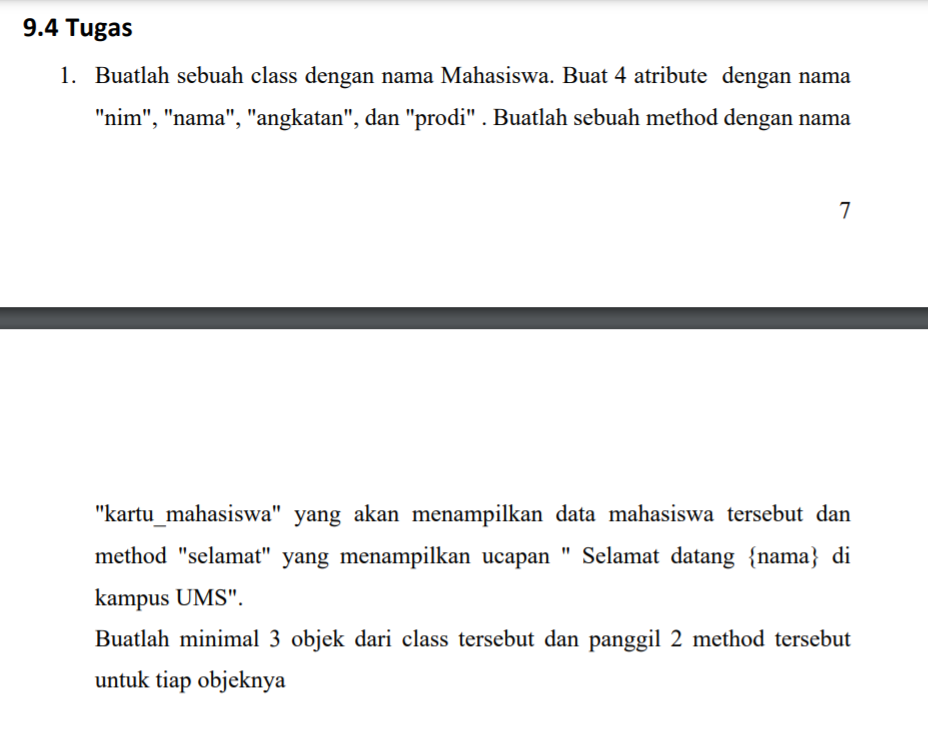 9.4 Tugas
1. Buatlah sebuah class dengan nama Mahasiswa. Buat 4 atribute dengan nama
"nim", "nama", "angkatan", dan "prodi" . Buatlah sebuah method dengan nama
7
"kartu_mahasiswa" yang akan menampilkan data mahasiswa tersebut dan
method "selamat" yang menampilkan ucapan " Selamat datang {nama} di
kampus UMS".
Buatlah minimal 3 objek dari class tersebut dan panggil 2 method tersebut
untuk tiap objeknya